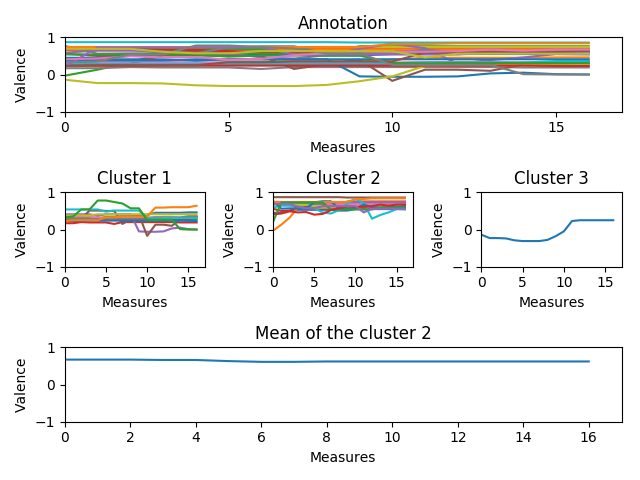 Annotation
Valence
1
0
−1
0 5 10 15
Measures
Cluster 1 Cluster 2 Cluster 3
Valence Valence Valence
1 1 1
0 0 0
−1 −1 −1
0 5 10 15 0 5 10 15 0 5 10 15
Measures Measures Measures
Mean of the cluster 2
Valence
1
0
−1
0 2 4 6 8 10 12 14 16
Measures